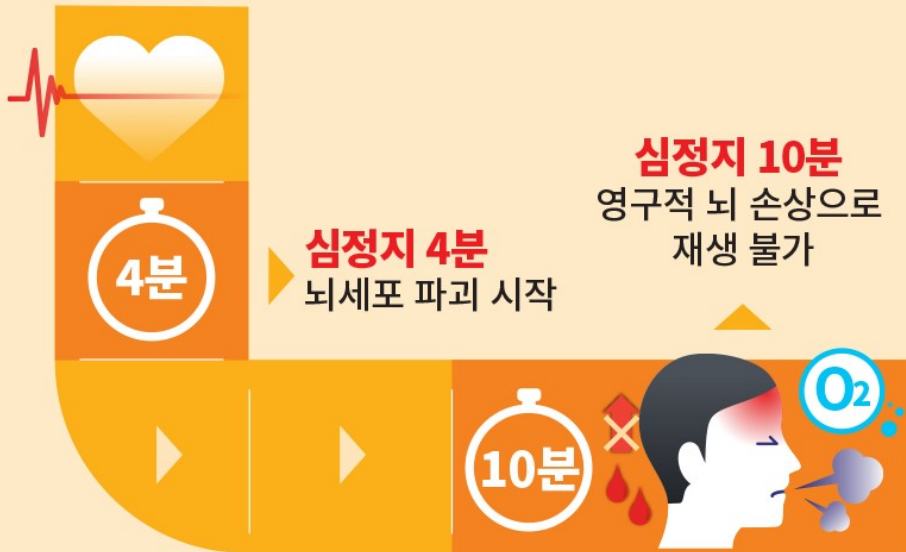 4분
심정지 4분
뇌세포 파괴 시작
10분
심정지 10분
영구적 뇌 손상으로
재생 불가
O2